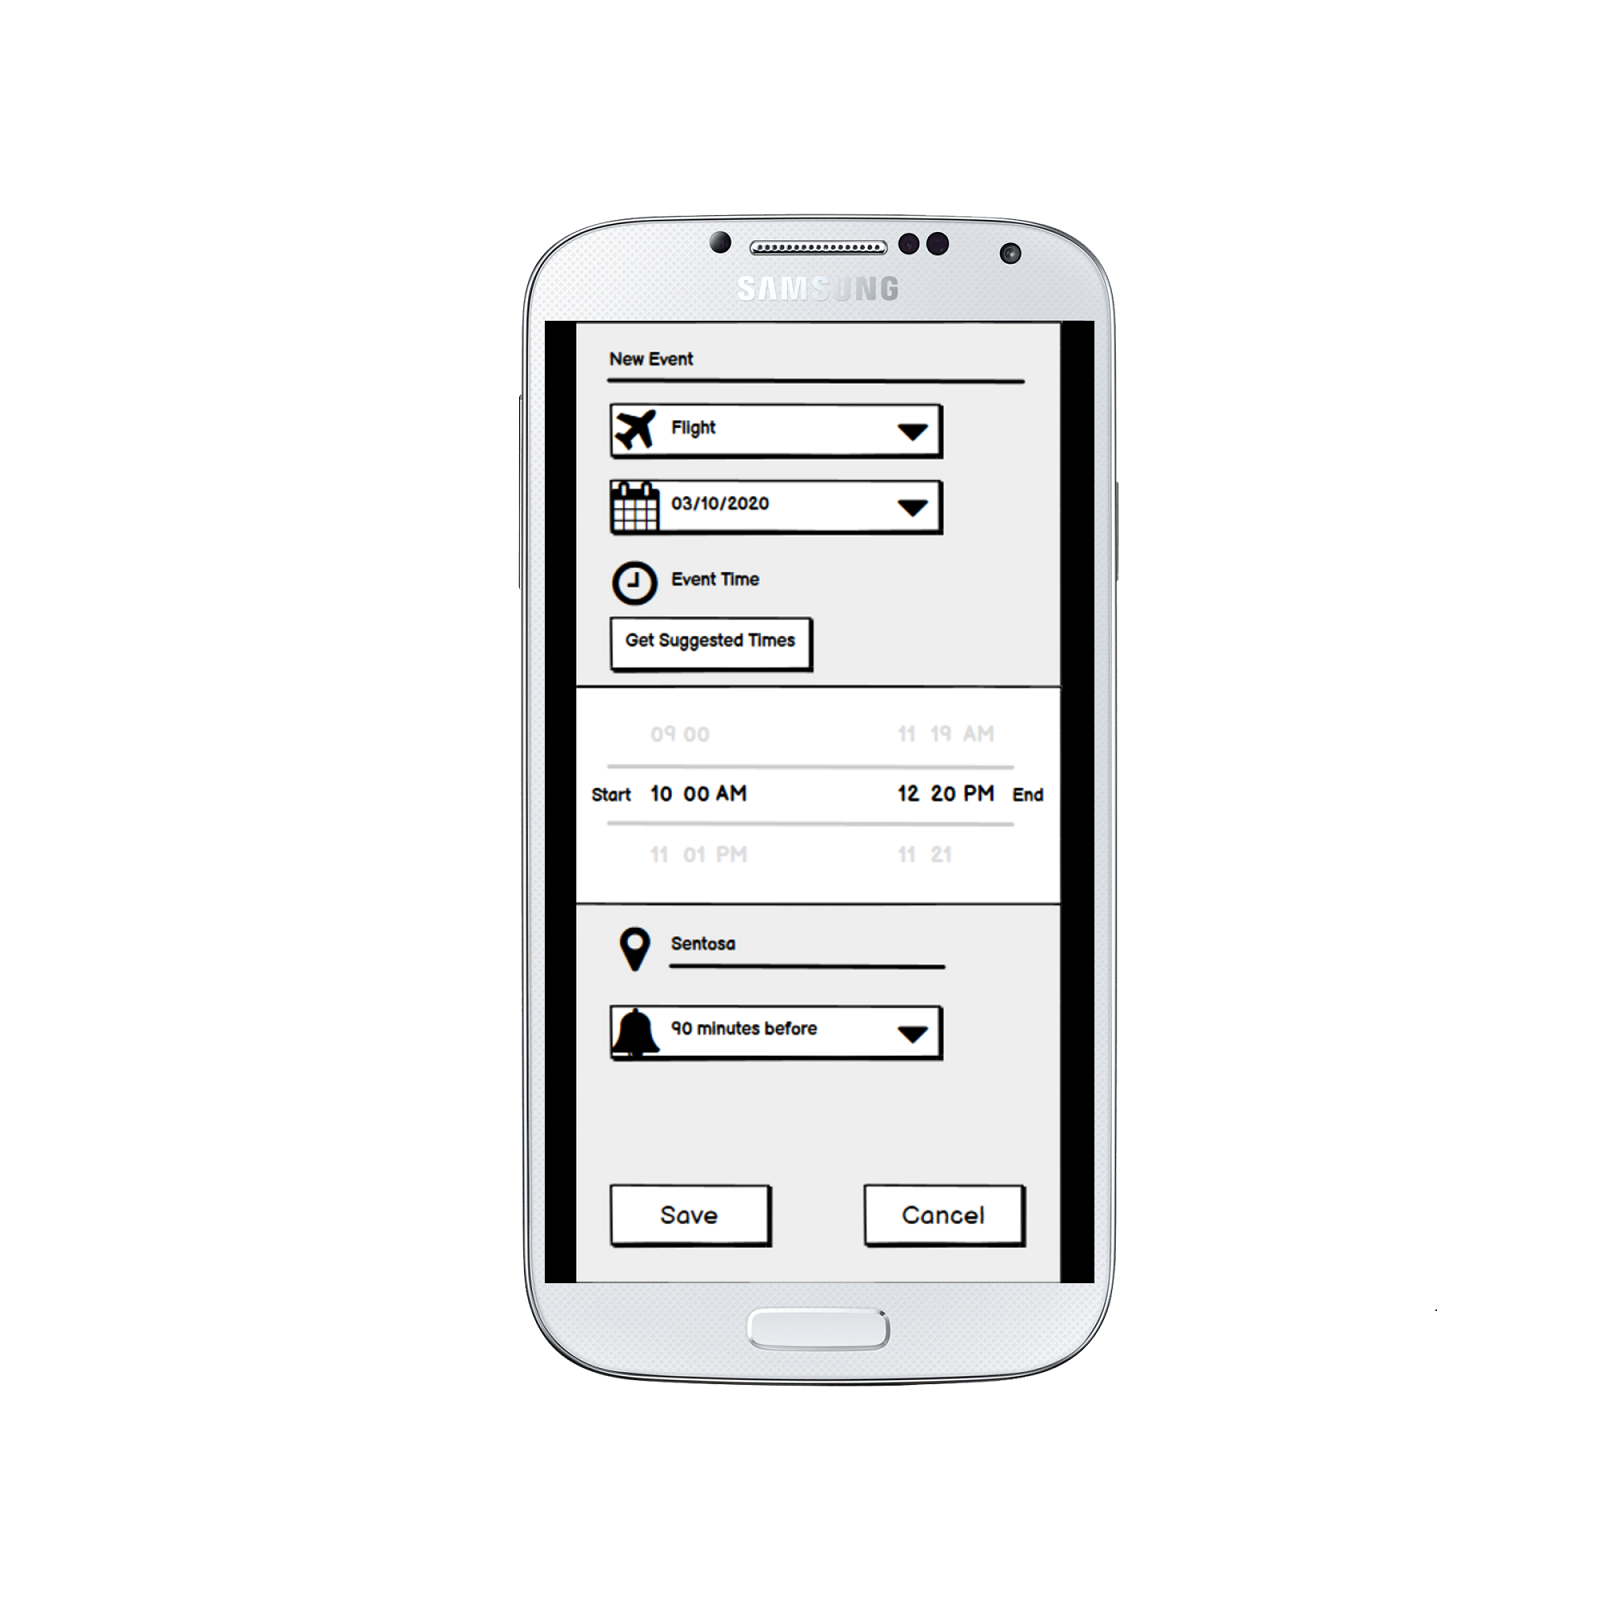 SAMSUNG
New Event
Flight
03/10/2020
Event Time
Get Suggested Times
09 00 11 19 AM
Start 10 00 AM 12 20 PM End
11 01 PM 11 21
Sentosa
90 minutes before
Save Cancel